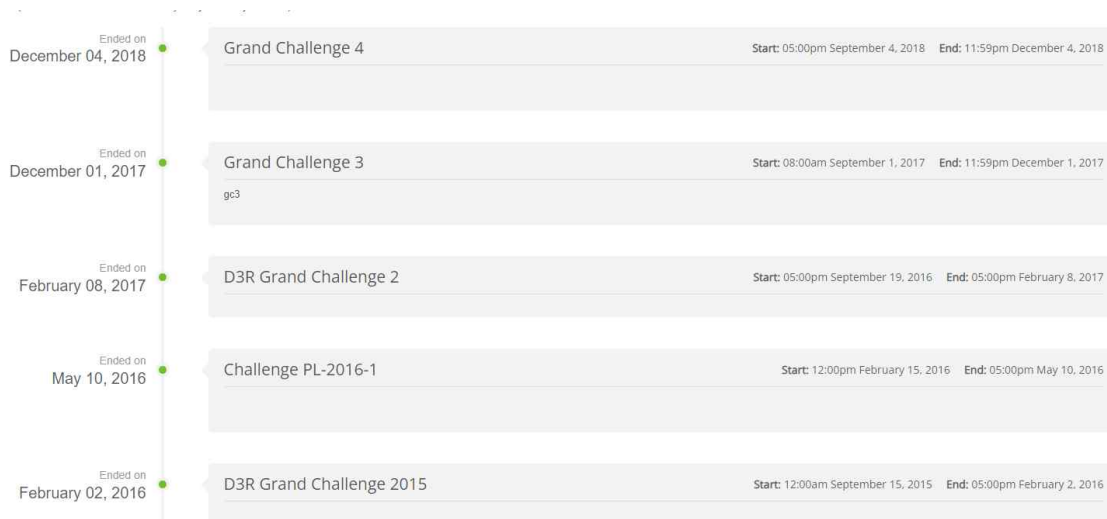 Ended on
December 04, 2018
Grand Challenge 4
Start: 05:00pm September 4, 2018 End: 11:59pm December 4, 2018
Ended on
December 01, 2017
Grand Challenge 3
Start: 08:00am September 1, 2017 End: 11:59pm December 1, 2017
gc3
Ended on
February 08, 2017
D3R Grand Challenge 2
Start: 05:00pm September 19, 2016 End: 05:00pm February 8, 2017
Ended on
May 10, 2016
Challenge PL-2016-1
Start: 12:00pm February 15, 2016 End: 05:00pm May 10, 2016
Ended on
February 02, 2016
D3R Grand Challenge 2015
Start: 12:00am September 15, 2015 End: 05:00pm February 2, 2016